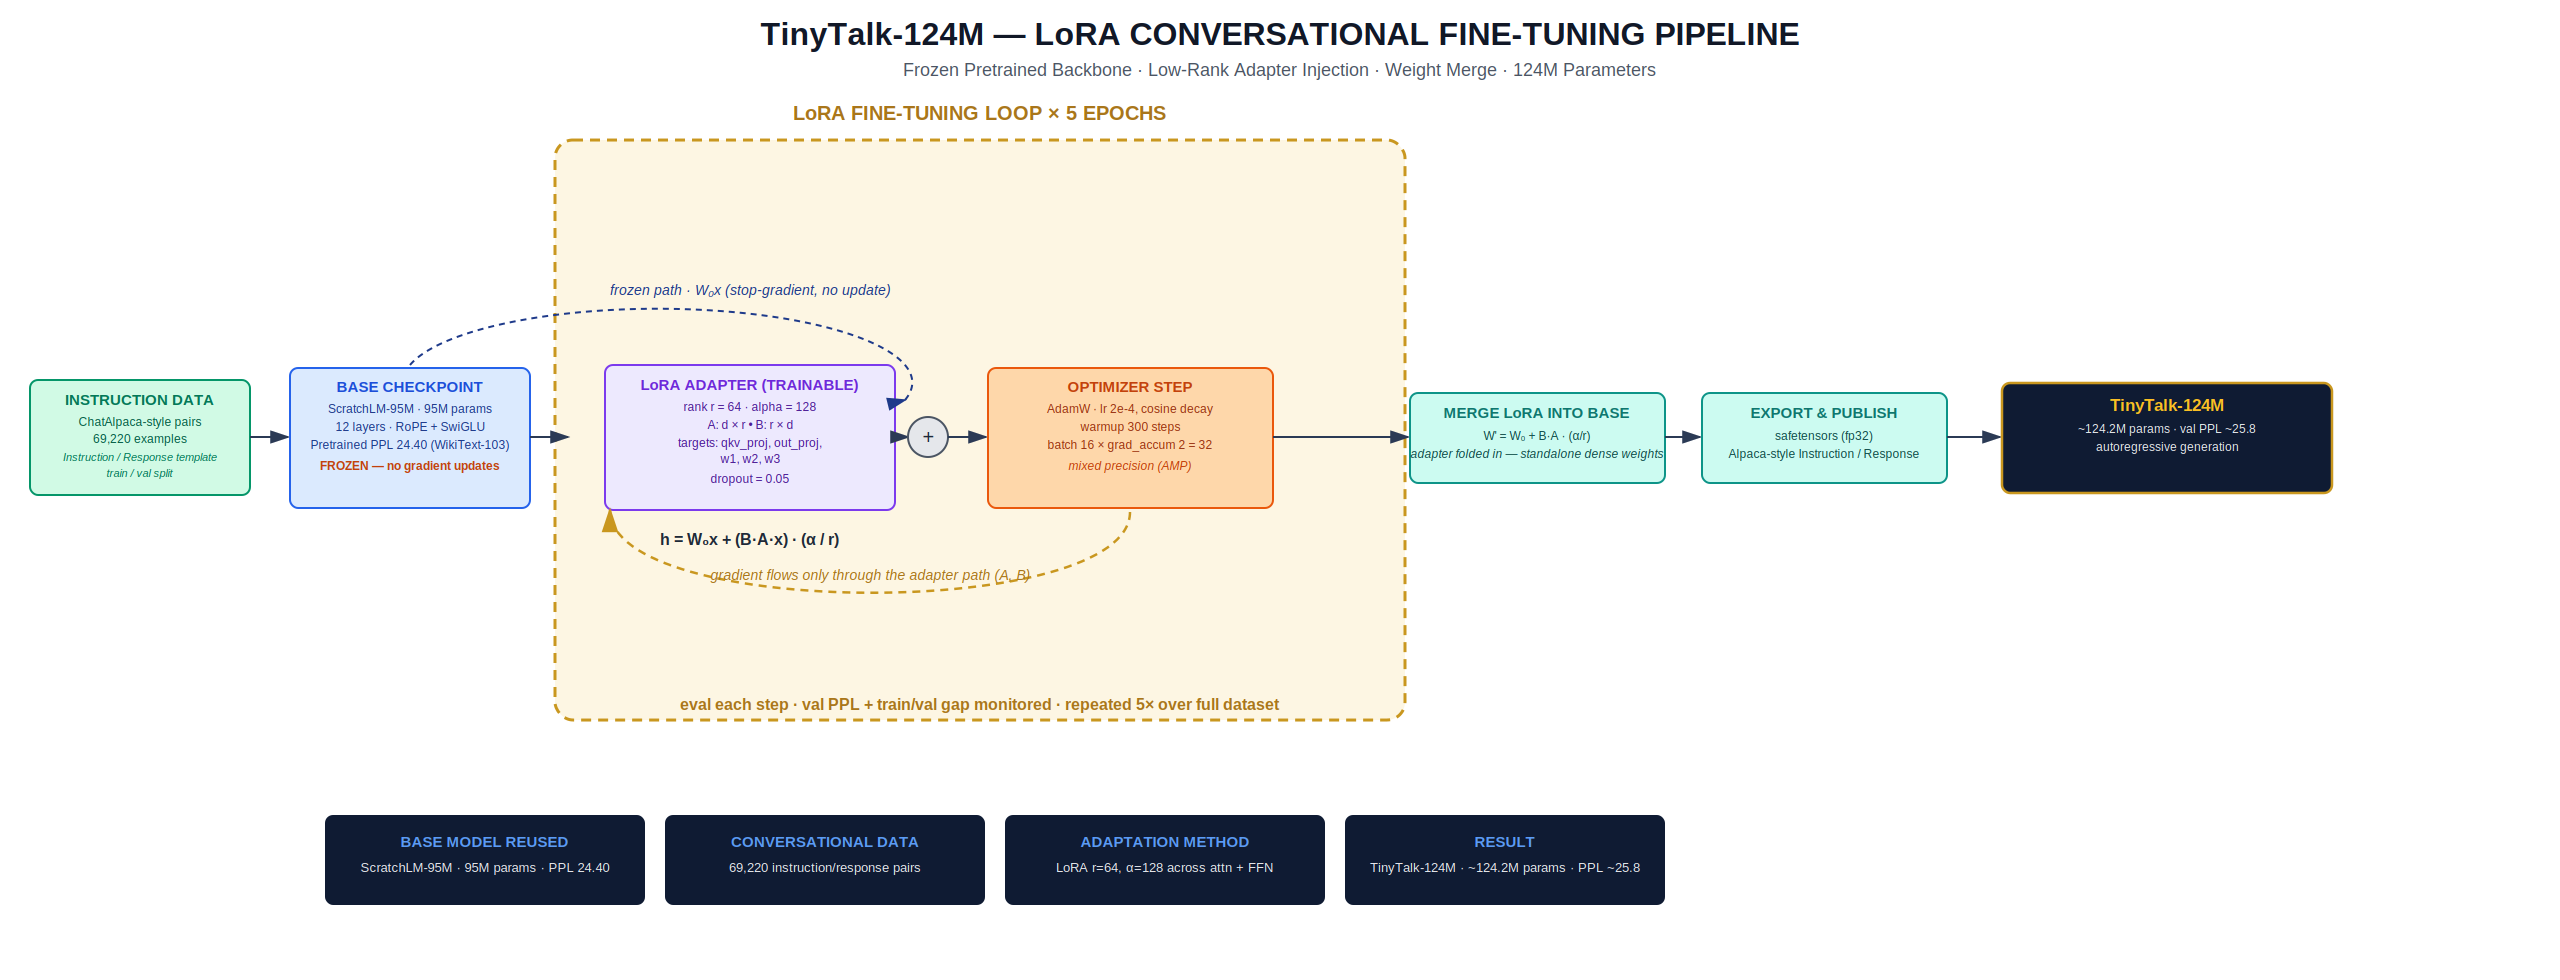 TinyTalk-124M — LoRA CONVERSATIONAL FINE-TUNING PIPELINE
Frozen Pretrained Backbone · Low-Rank Adapter Injection · Weight Merge · 124M Parameters
LoRA FINE-TUNING LOOP × 5 EPOCHS
frozen path · W₀x (stop-gradient, no update)
INSTRUCTION DATA
ChatAlpaca-style pairs
69,220 examples
Instruction / Response template
train / val split
BASE CHECKPOINT
ScratchLM-95M · 95M params
12 layers · RoPE + SwiGLU
Pretrained PPL 24.40 (WikiText-103)
FROZEN — no gradient updates
LoRA ADAPTER (TRAINABLE)
rank r = 64 · alpha = 128
A: d × r • B: r × d
targets: qkv_proj, out_proj,
w1, w2, w3
dropout = 0.05
+
OPTIMIZER STEP
AdamW · lr 2e-4, cosine decay
warmup 300 steps
batch 16 × grad_accum 2 = 32
mixed precision (AMP)
MERGE LoRA INTO BASE
W' = W₀ + B·A · (α/r)
adapter folded in — standalone dense weights
EXPORT & PUBLISH
safetensors (fp32)
Alpaca-style Instruction / Response
TinyTalk-124M
~124.2M params · val PPL ~25.8
autoregressive generation
h = W₀x + (B·A·x) · (α / r)
gradient flows only through the adapter path (A, B)
eval each step · val PPL + train/val gap monitored · repeated 5× over full dataset
BASE MODEL REUSED
ScratchLM-95M · 95M params · PPL 24.40
CONVERSATIONAL DATA
69,220 instruction/response pairs
ADAPTATION METHOD
LoRA r=64, α=128 across attn + FFN
RESULT
TinyTalk-124M · ~124.2M params · PPL ~25.8